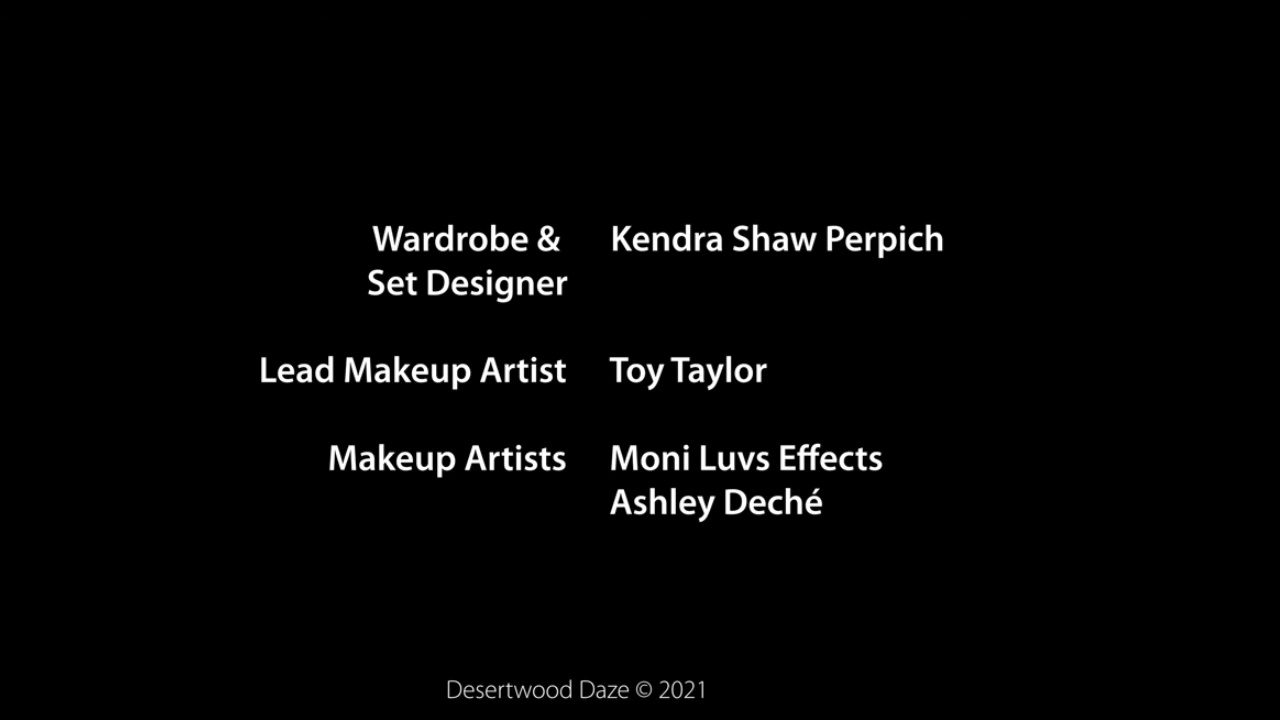 Wardrobe & Kendra Shaw Perpich
Set Designer
Lead Makeup Artist Toy Taylor
Makeup Artists Moni Luvs Effects
Ashley Deché
Desertwood Daze © 2021